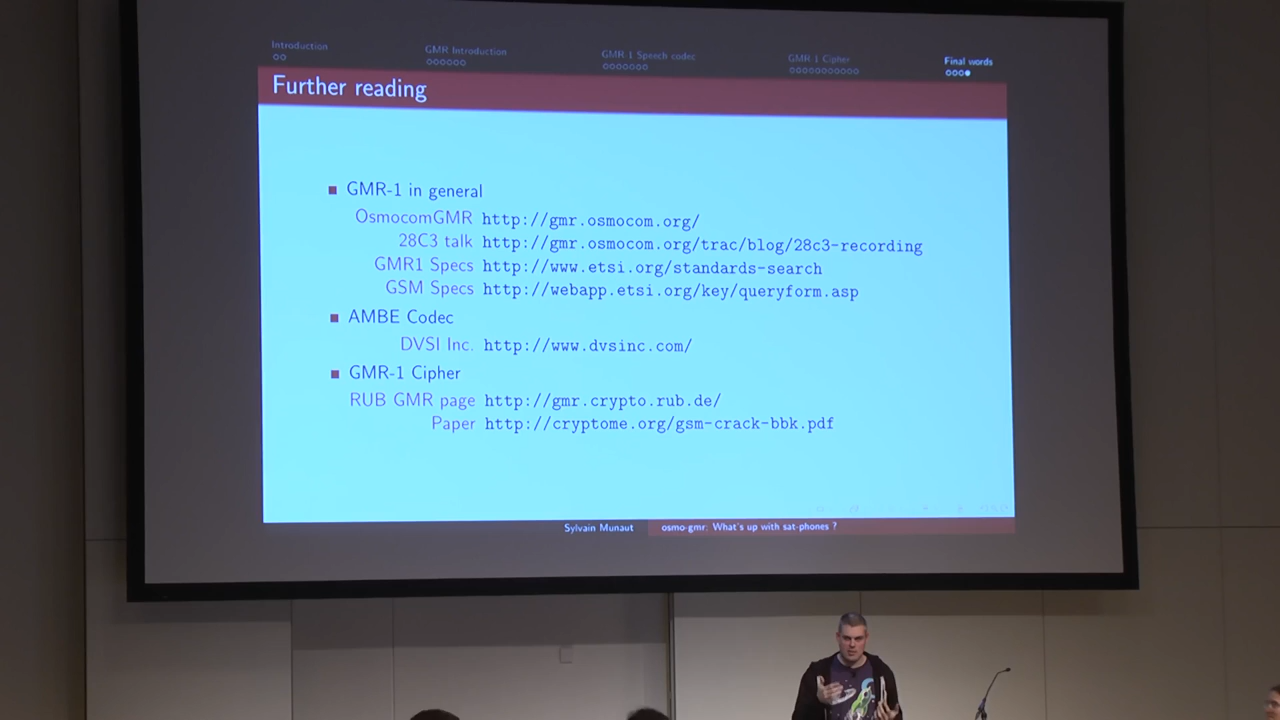 Introduction
GMR Introduction
GMR 1 Speech codec
GMR 1 Cipher
Final words
Further reading
GMR-1 in general
OsmocomGMR http://gmr.osmocom.org/
28C3 talk http://gmr.osmocom.org/trac/blog/28c3-recording
GMR1 Specs http://www.etsi.org/standards-search
GSM Specs http://webapp.etsi.org/key/queryform.asp
AMBE Codec
DVSI Inc. http://www.dvsinc.com/
GMR-1 Cipher
RUB GMR page http://gmr.crypto.rub.de/
Paper http://cryptome.org/gsm-crack-bbk.pdf
Sylvain Munaut
osmo-gmr: What's up with sat-phones ?